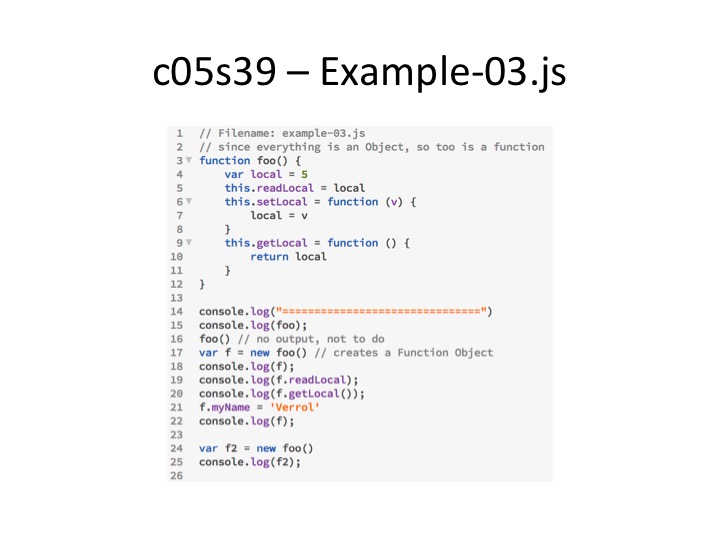 c05s39 – Example-03.js
1 // Filename: example-03.js
2 // since everything is an Object, so too is a function
3 function foo() {
4     var local = 5
5     this.readLocal = local
6     this.setLocal = function (v) {
7         local = v
8     }
9     this.getLocal = function () {
10         return local
11     }
12 }
13
14 console.log("===============================")
15 console.log(foo);
16 foo() // no output, not to do
17 var f = new foo() // creates a Function Object
18 console.log(f);
19 console.log(f.readLocal);
20 console.log(f.getLocal());
21 f.myName = 'Verrol'
22 console.log(f);
23
24 var f2 = new foo()
25 console.log(f2);
26